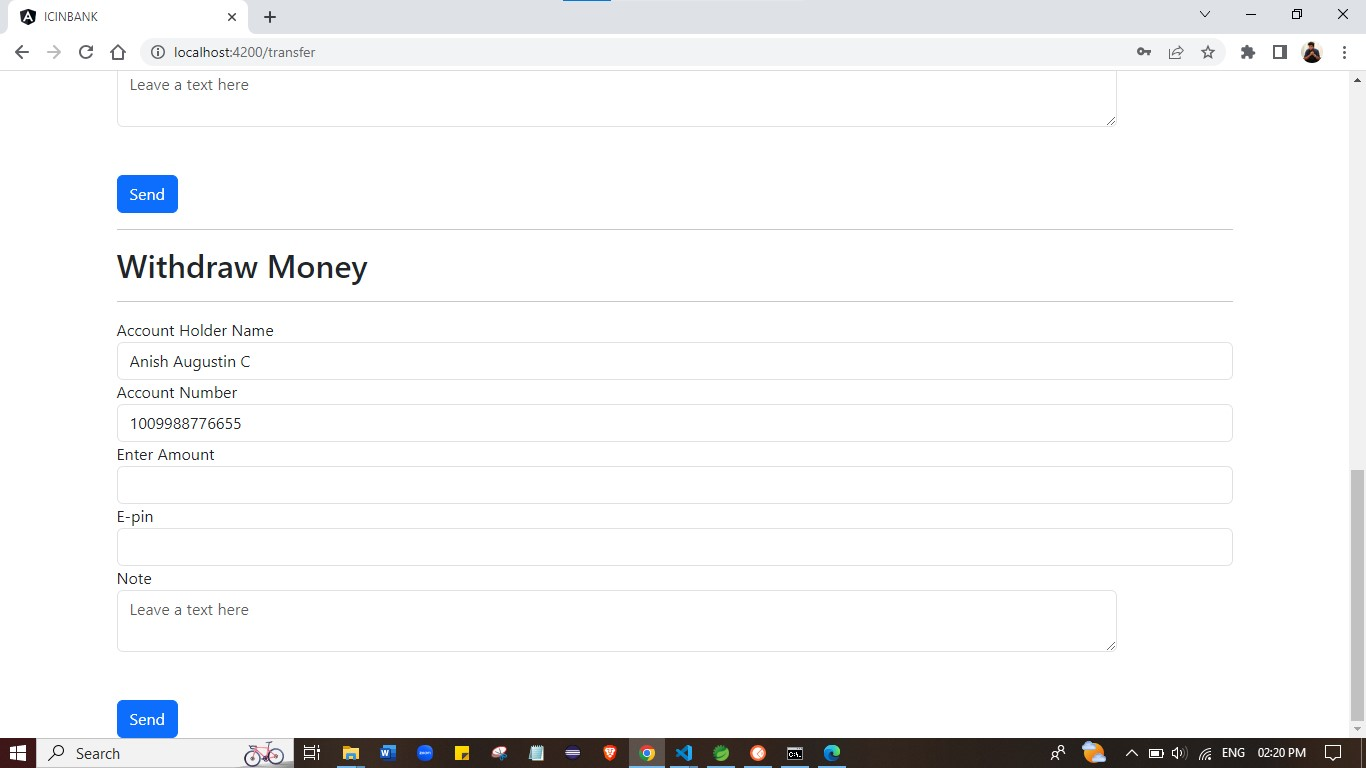 ICINBANK
localhost:4200/transfer
Leave a text here
Send
Withdraw Money
Account Holder Name
Anish Augustin C
Account Number
1009988776655
Enter Amount
E-pin
Note
Leave a text here
Send
Search
ENG
02:20 PM